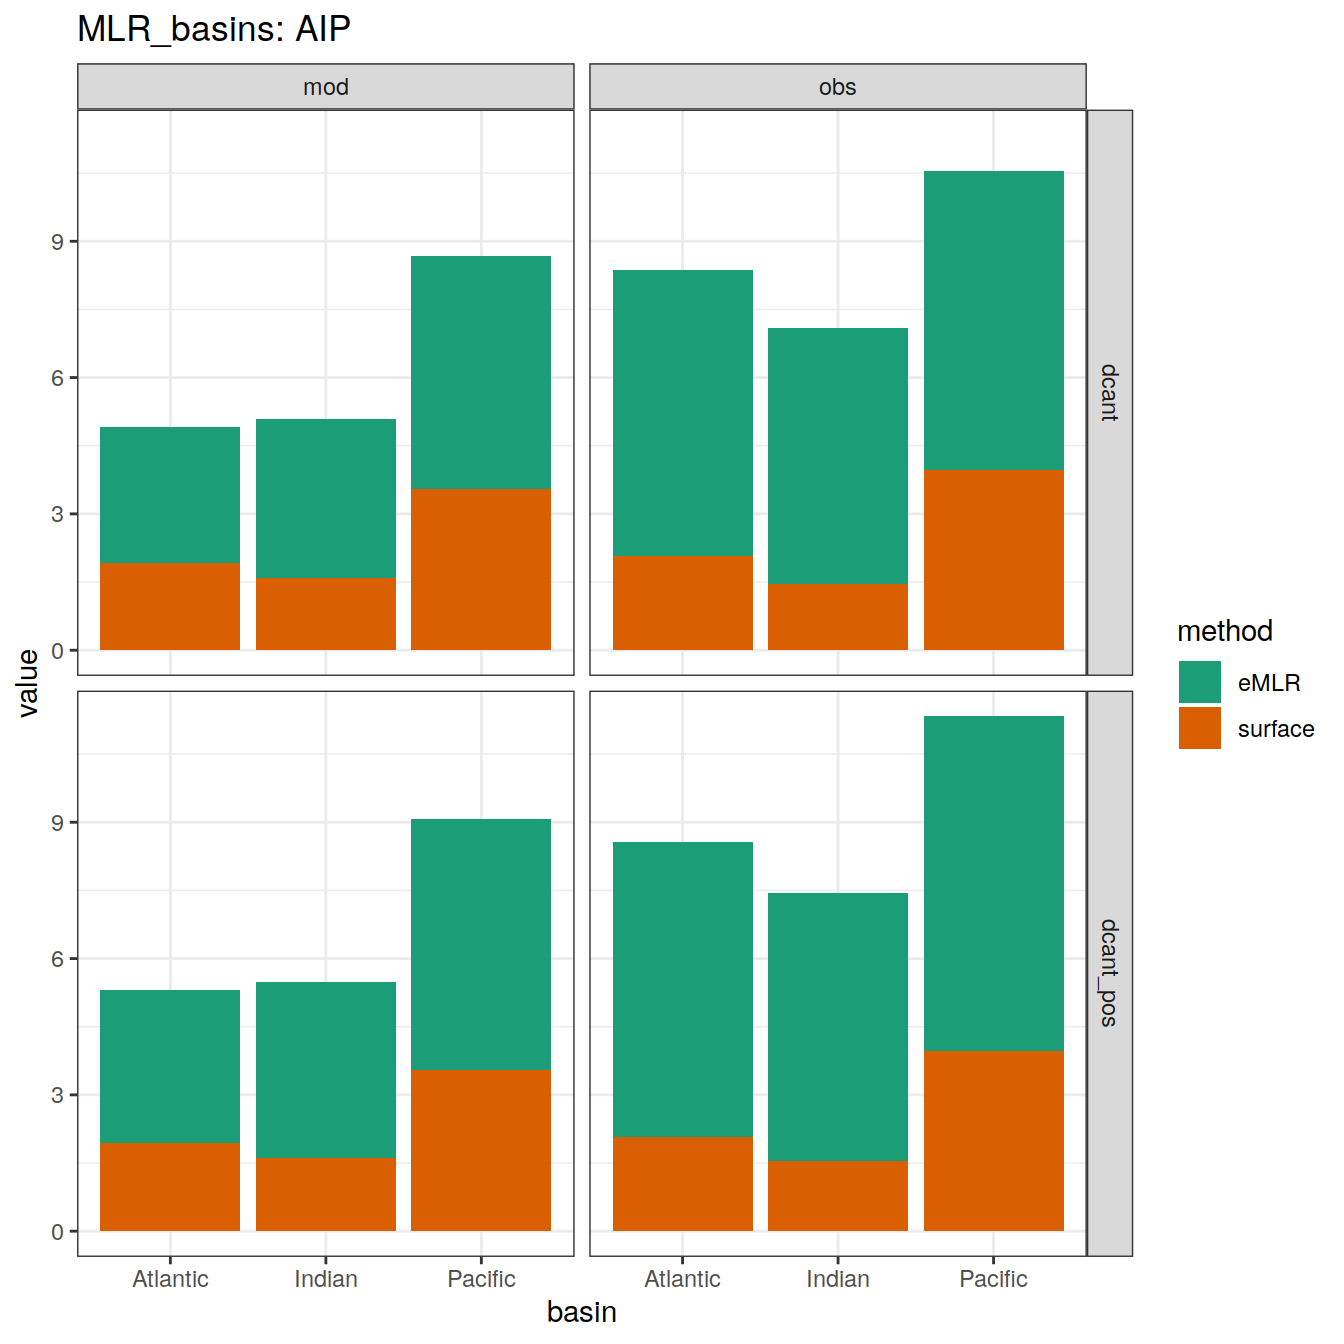 MLR_basins: AIP
mod
obs
9
6
3
0
dcant
9
6
3
0
dcant_pos
Atlantic
Indian
Pacific
Atlantic
Indian
Pacific
basin
value
method
eMLR
surface